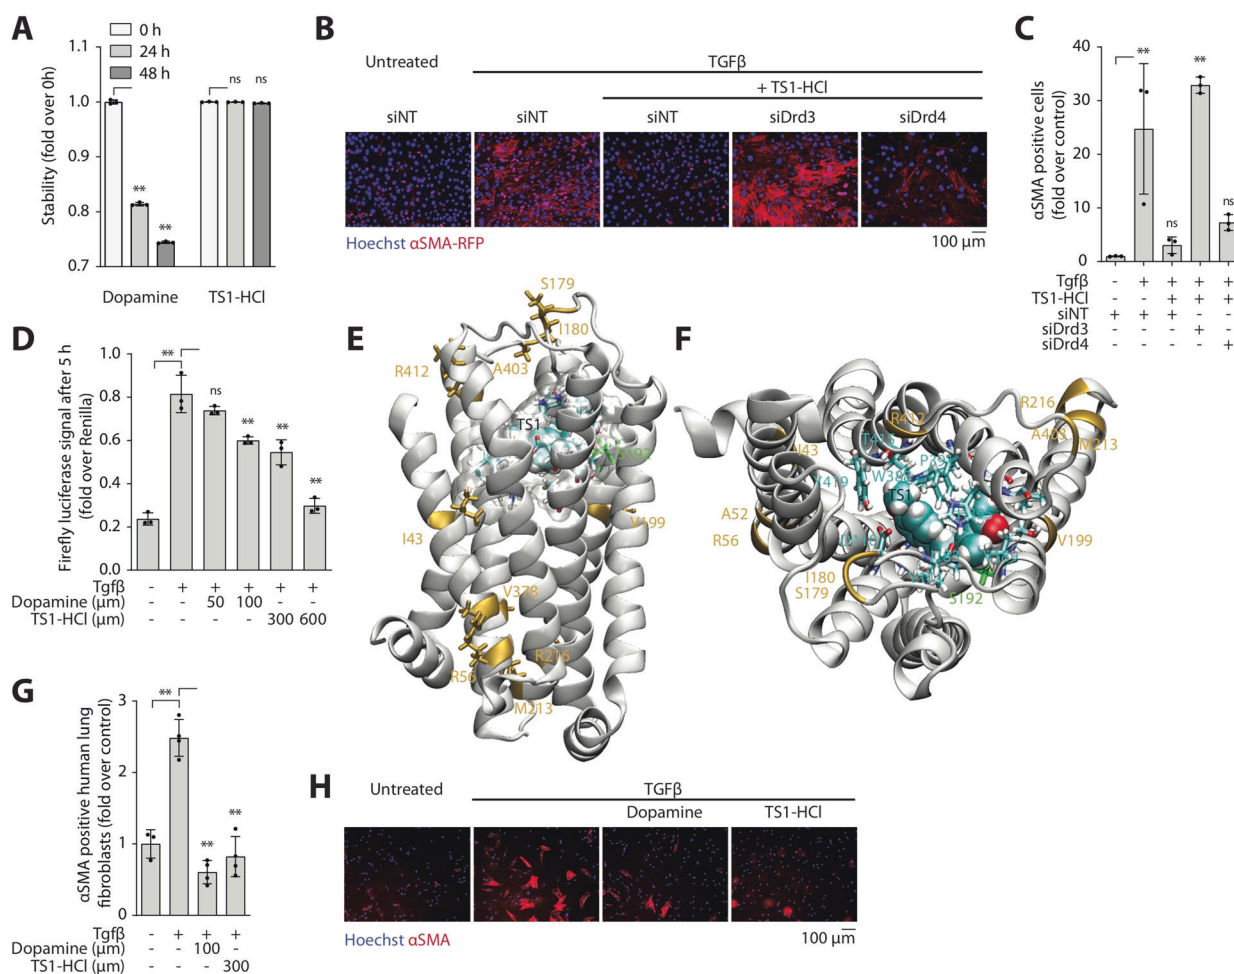 A
0 h
24 h
48 h
Stability (fold over 0h)
1.1
1.0
0.9
0.8
0.7
**
**
ns
ns
Dopamine
TS1-HCl
B
Untreated
TGFβ
+ TS1-HCl
siNT
siNT
siNT
siDrd3
siDrd4
Hoechst αSMA-RFP
100 μm
C
αSMA positive cells
(fold over control)
40
30
20
10
0
**
ns
**
ns
Tgfβ - + + + +
TS1-HCl - - + + +
siNT + + + - -
siDrd3 - - - + -
siDrd4 - - - - +
D
Firefly luciferase signal after 5 h
(fold over Renilla)
1.0
0.8
0.6
0.4
0.2
0.0
**
ns
**
**
**
Tgfβ - + + + + +
Dopamine (μm) - - 50 100 - -
TS1-HCl (μm) - - - - 300 600
E
S179
I180
A403
R412
TS1
S192
I43
V199
V378
R216
R56
M213
F
R412
R216
A403
M213
I43
T415
Y419
W386
TS1
A52
R56
V199
I180
S179
S192
G
αSMA positive human lung
fibroblasts (fold over control)
3
2
1
0
**
**
**
Tgfβ - + + +
Dopamine (μm) - - 100 -
TS1-HCl (μm) - - - 300
H
Untreated
TGFβ
Dopamine
TS1-HCl
Hoechst αSMA
100 μm